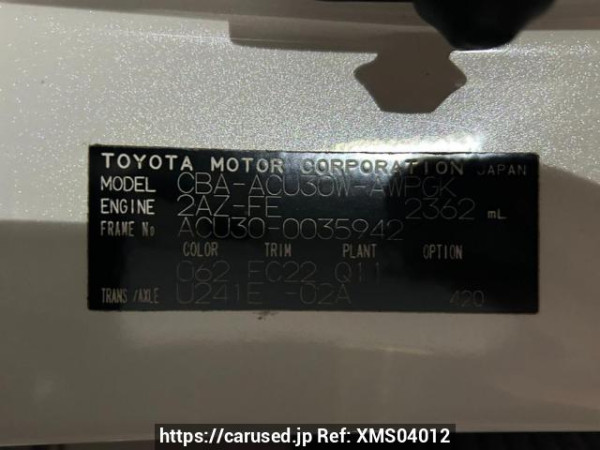 TOYOTA MOTOR CORPORATION JAPAN
MODEL CBA-ACU30W-AWPGK
ENGINE 2AZ-FE 2362 mL
FRAME No ACU30-0035942
COLOR TRIM PLANT OPTION
062 FC22 Q11
TRANS/AXLE U241E -02A 420
https://carused.jp Ref: XMS04012